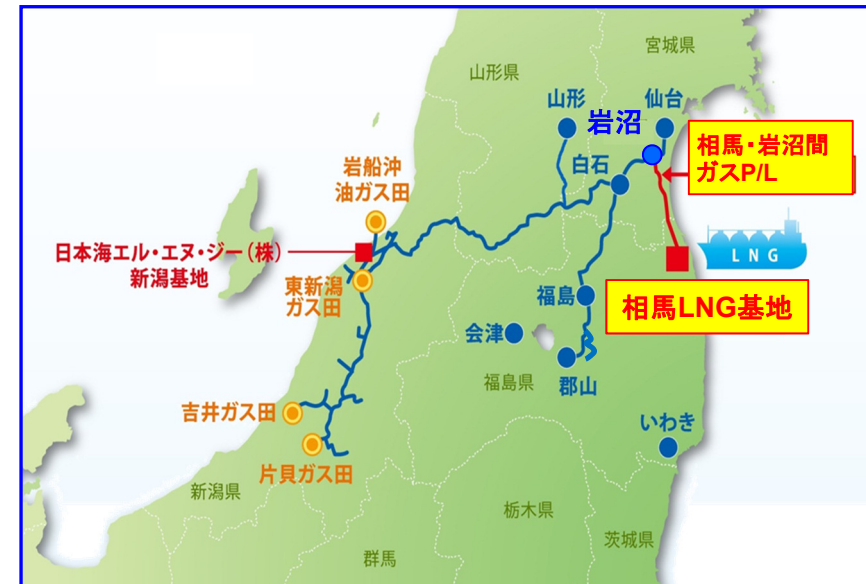 宮城県
山形県
山形
岩沼
仙台
相馬・岩沼間
ガスP/L
白石
岩船沖
油ガス田
日本海エル・エヌ・ジー(株)
新潟基地
LNG
東新潟
ガス田
福島
相馬LNG基地
会津
福島県
郡山
吉井ガス田
いわき
片貝ガス田
新潟県
栃木県
茨城県
群馬